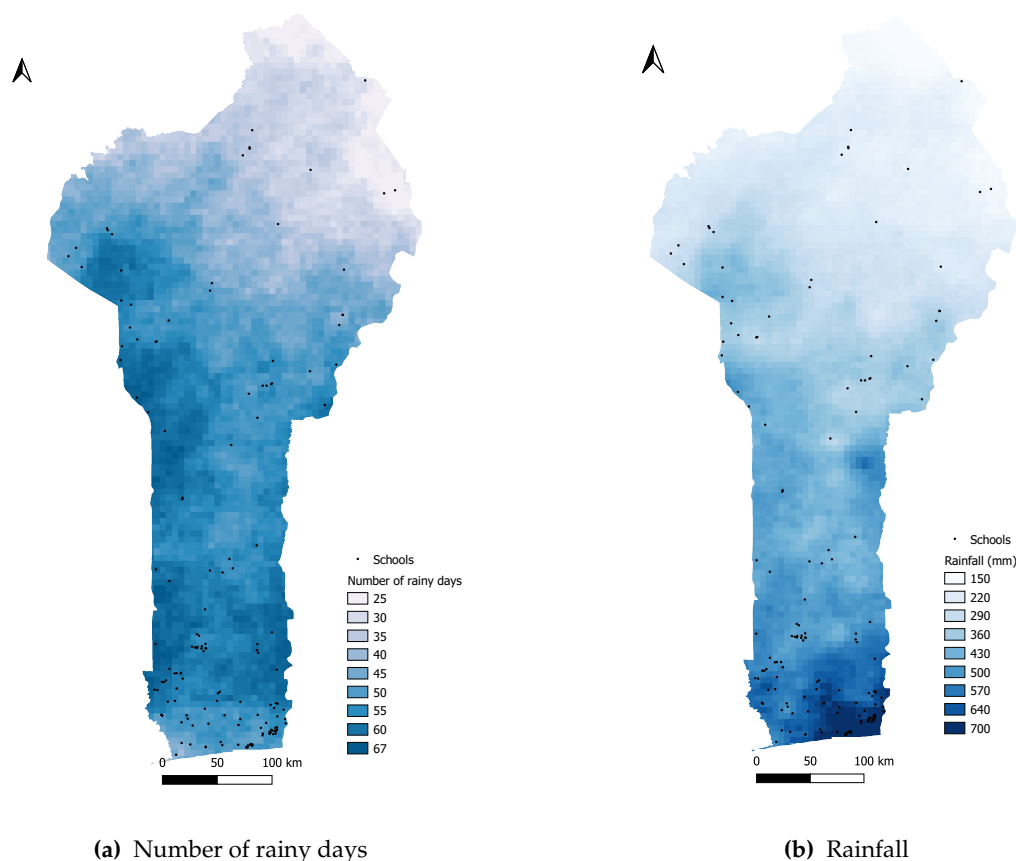 Schools
Number of rainy days
25
30
35
40
45
50
55
60
67
0 50 100 km
(a) Number of rainy days
Schools
Rainfall (mm)
150
220
290
360
430
500
570
640
700
0 50 100 km
(b) Rainfall